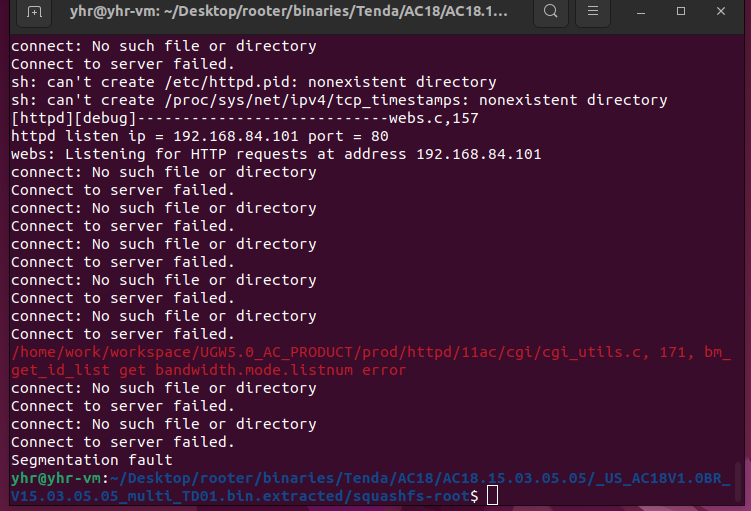 yhr@yhr-vm: ~/Desktop/rooter/binaries/Tenda/AC18/AC18.1...
connect: No such file or directory
Connect to server failed.
sh: can't create /etc/httpd.pid: nonexistent directory
sh: can't create /proc/sys/net/ipv4/tcp_timestamps: nonexistent directory
[httpd][debug]----------------------------webs.c,157
httpd listen ip = 192.168.84.101 port = 80
webs: Listening for HTTP requests at address 192.168.84.101
connect: No such file or directory
Connect to server failed.
connect: No such file or directory
Connect to server failed.
connect: No such file or directory
Connect to server failed.
connect: No such file or directory
Connect to server failed.
connect: No such file or directory
Connect to server failed.
/home/work/workspace/UGW5.0_AC_PRODUCT/prod/httpd/11ac/cgi/cgi_utils.c, 171, bm_
get_id_list get bandwidth.mode.listnum error
connect: No such file or directory
Connect to server failed.
connect: No such file or directory
Connect to server failed.
Segmentation fault
yhr@yhr-vm:~/Desktop/rooter/binaries/Tenda/AC18/AC18.15.03.05.05/_US_AC18V1.0BR_
V15.03.05.05_multi_TD01.bin.extracted/squashfs-root$